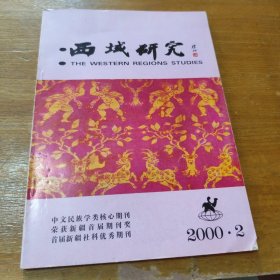 西域研究
THE WESTERN REGIONS STUDIES
中文民族学类核心期刊
荣获新疆首届期刊奖
首届新疆社科优秀期刊
2000·2